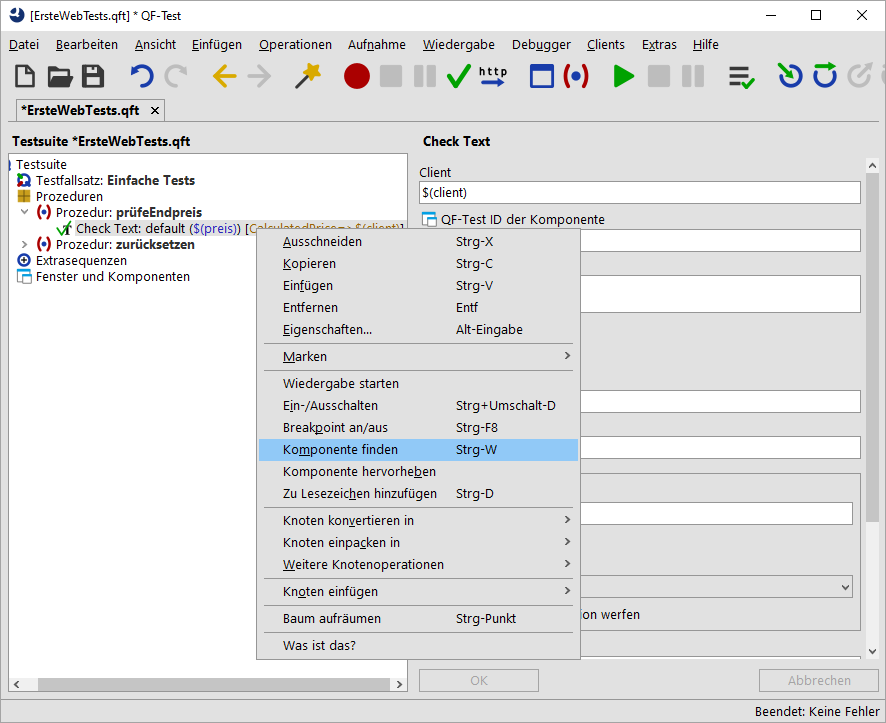 [ErsteWebTests.qft] * QF-Test
Datei Bearbeiten Ansicht Einfügen Operationen Aufnahme Wiedergabe Debugger Clients Extras Hilfe
http
*ErsteWebTests.qft
Testsuite *ErsteWebTests.qft
Check Text
Testsuite
Testfallsatz: Einfache Tests
Prozeduren
Prozedur: prüfeEndpreis
Check Text: default ($(preis)) [CalculatedPrice => $(client)]
Prozedur: zurücksetzen
Extrasequenzen
Fenster und Komponenten
Client
$(client)
QF-Test ID der Komponente
Ausschneiden Strg-X
Kopieren Strg-C
Einfügen Strg-V
Entfernen Entf
Eigenschaften... Alt-Eingabe
Marken
Wiedergabe starten
Ein-/Ausschalten Strg+Umschalt-D
Breakpoint an/aus Strg-F8
Komponente finden Strg-W
Komponente hervorheben
Zu Lesezeichen hinzufügen Strg-D
Knoten konvertieren in
Knoten einpacken in
Weitere Knotenoperationen
Knoten einfügen
Baum aufräumen Strg-Punkt
Was ist das?
ion werfen
OK
Abbrechen
Beendet: Keine Fehler